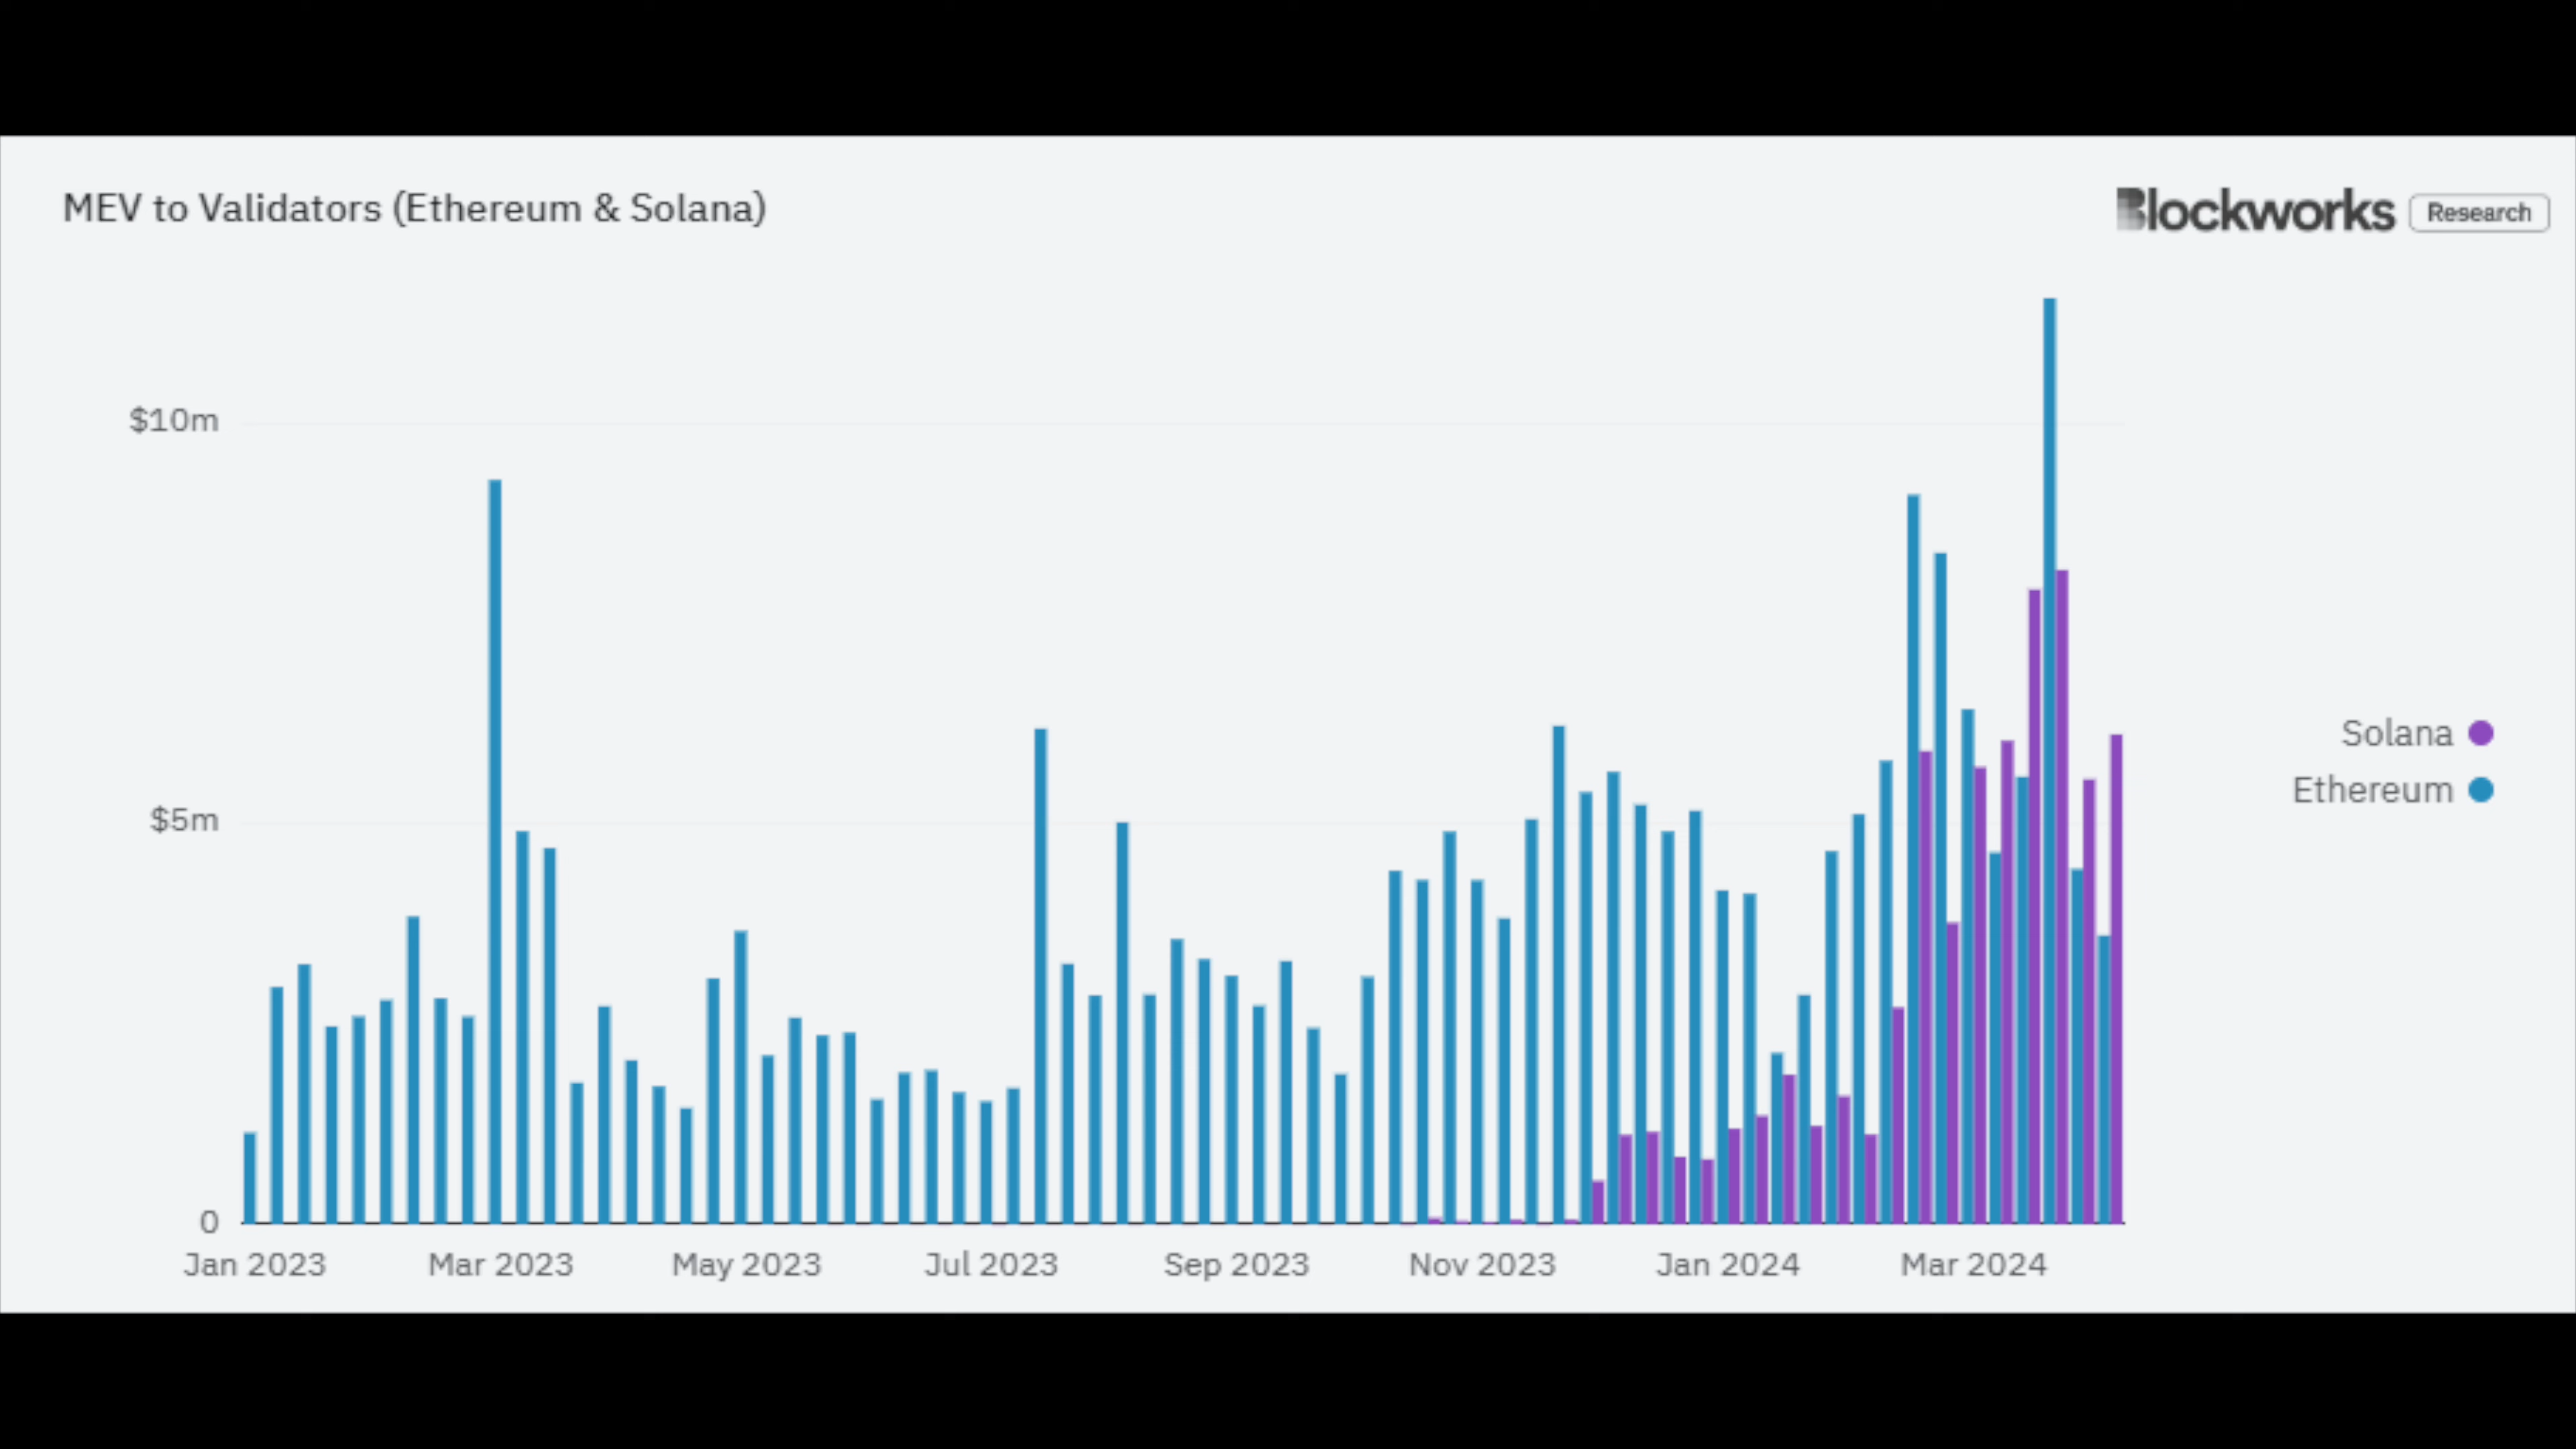 MEV to Validators (Ethereum & Solana)
Blockworks Research
$10m
$5m
0
Solana
Ethereum
Jan 2023 Mar 2023 May 2023 Jul 2023 Sep 2023 Nov 2023 Jan 2024 Mar 2024